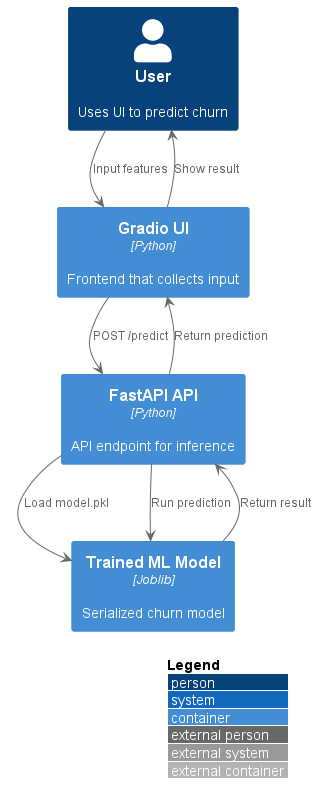 User
Uses UI to predict churn
Input features
Show result
Gradio UI
[Python]
Frontend that collects input
POST /predict
Return prediction
FastAPI API
[Python]
API endpoint for inference
Load model.pkl
Run prediction
Return result
Trained ML Model
[Joblib]
Serialized churn model
Legend
person
system
container
external person
external system
external container